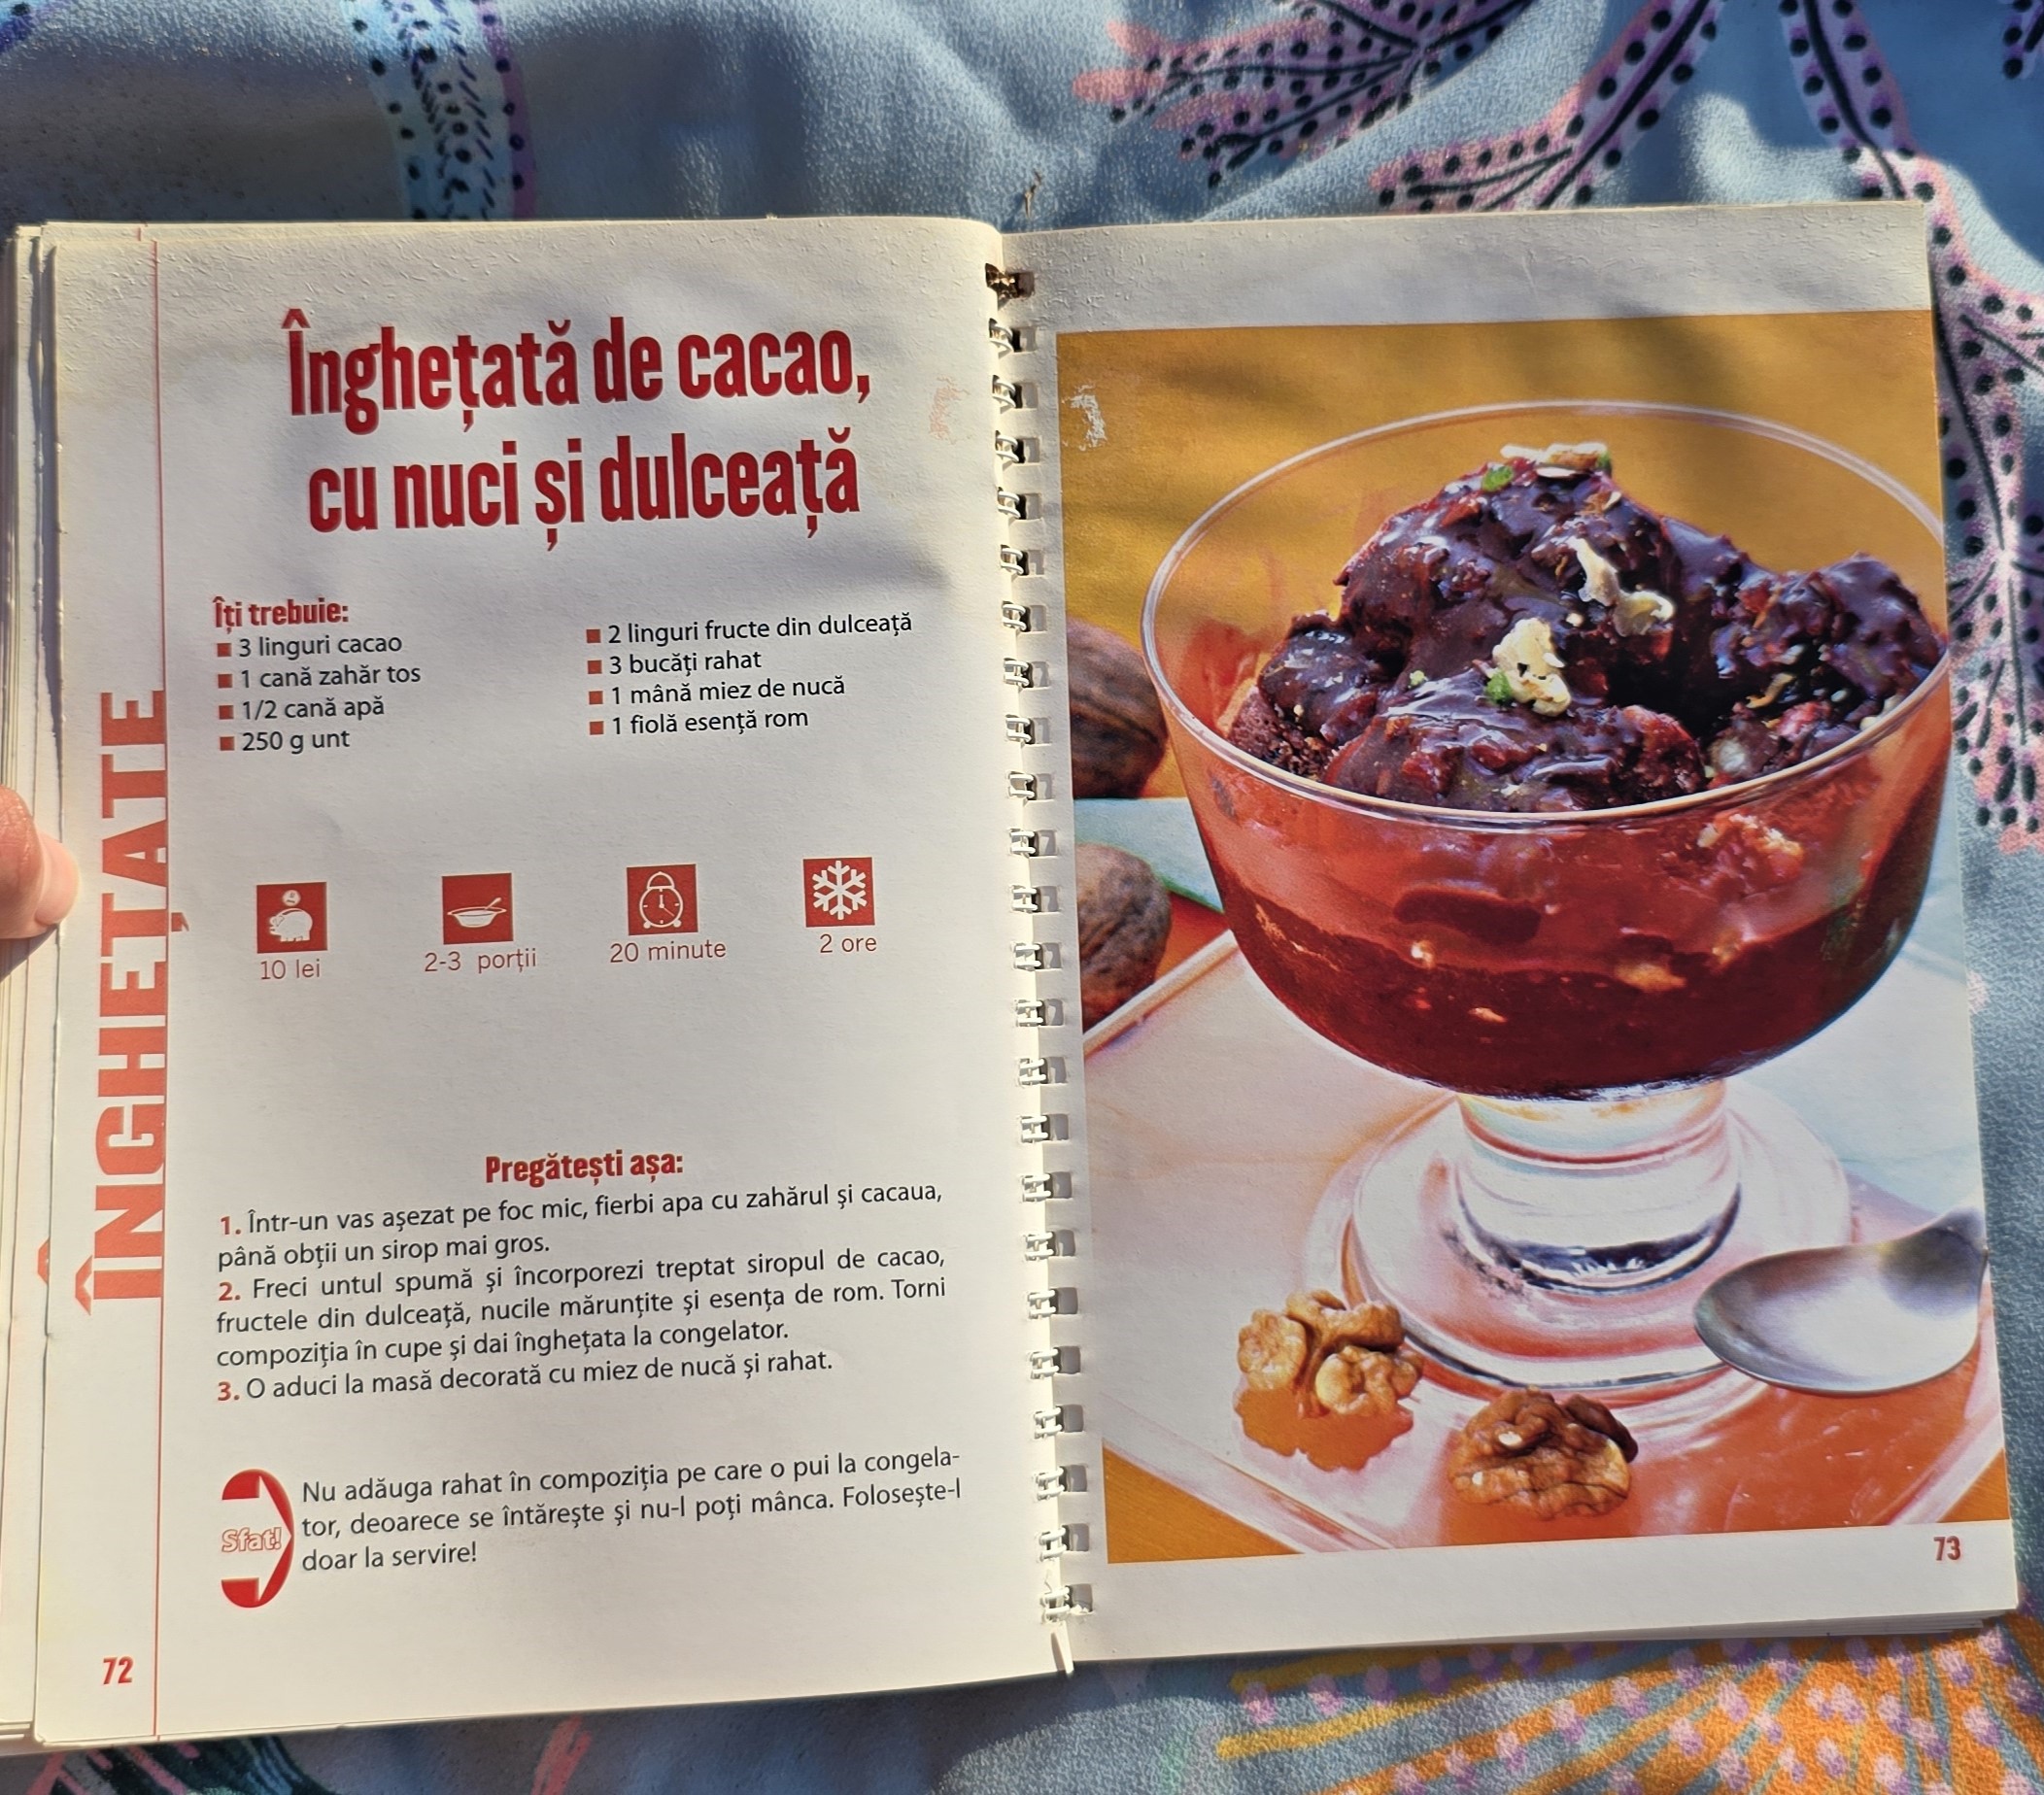 Înghețată de cacao,
cu nuci și dulceață
Îți trebuie:
3 linguri cacao
1 cană zahăr tos
1/2 cană apă
250 g unt
2 linguri fructe din dulceață
3 bucăți rahat
1 mână miez de nucă
1 fiolă esență rom
10 lei
2-3 porții
20 minute
2 ore
ÎNGHEȚATE
Pregătești așa:
1. Într-un vas așezat pe foc mic, fierbi apa cu zahărul și cacaua,
până obții un sirop mai gros.
2. Freci untul spumă și încorporezi treptat siropul de cacao,
fructele din dulceață, nucile mărunțite și esența de rom. Torni
compoziția în cupe și dai înghețata la congelator.
3. O aduci la masă decorată cu miez de nucă și rahat.
Sfat!
Nu adăuga rahat în compoziția pe care o pui la congela-
tor, deoarece se întărește și nu-l poți mânca. Folosește-l
doar la servire!
72
73